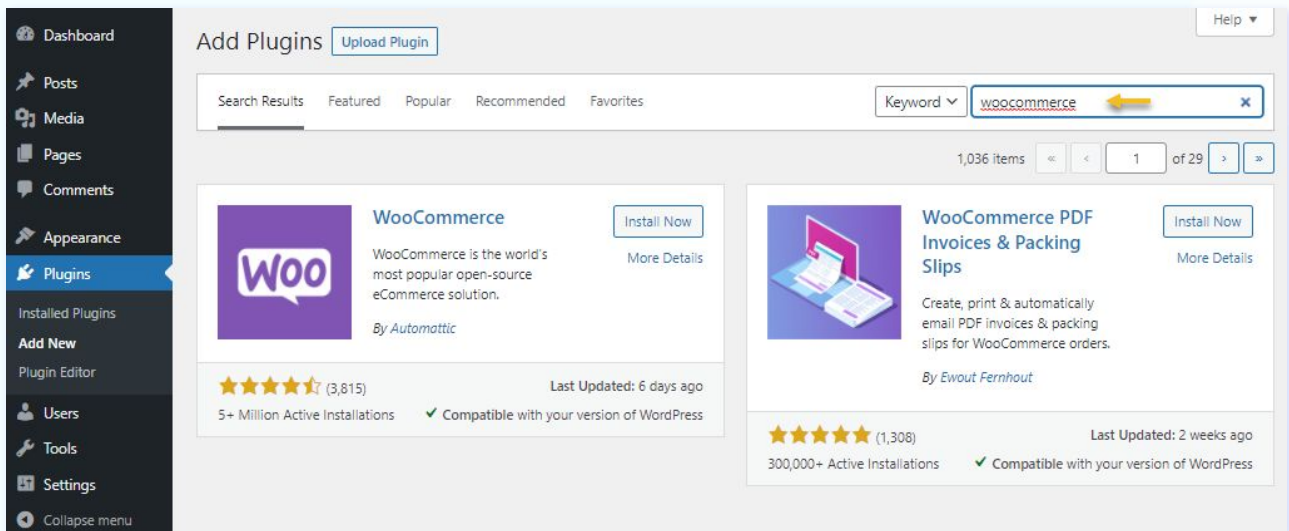 Dashboard
Posts
Media
Pages
Comments
Appearance
Plugins
Installed Plugins
Add New
Plugin Editor
Users
Tools
Settings
Collapse menu
Help
Add Plugins Upload Plugin
Search Results Featured Popular Recommended Favorites Keyword woocommerce
1,036 items « ‹ 1 of 29 › »
WOO
WooCommerce Install Now
More Details
WooCommerce is the world's
most popular open-source
eCommerce solution.
By Automattic
(3,815) Last Updated: 6 days ago
5+ Million Active Installations Compatible with your version of WordPress
WooCommerce PDF
Invoices & Packing
Slips
Install Now
More Details
Create, print & automatically
email PDF invoices & packing
slips for WooCommerce orders.
By Ewout Fernhout
(1,308) Last Updated: 2 weeks ago
300,000+ Active Installations Compatible with your version of WordPress